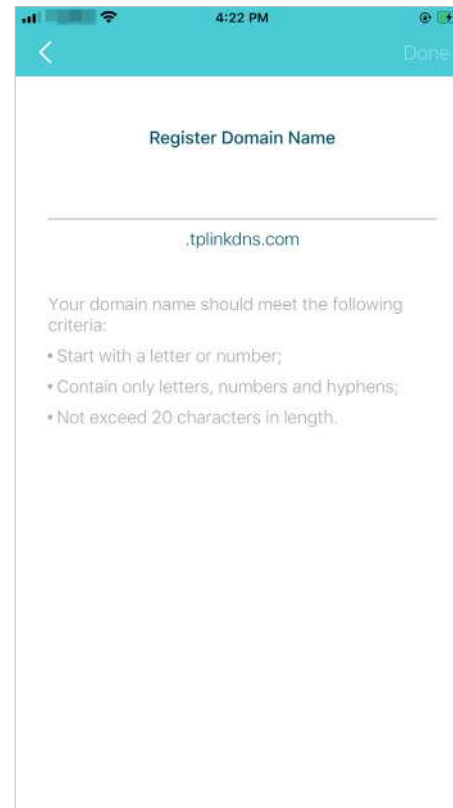 4:22 PM
Done
Register Domain Name
.tplinkdns.com
Your domain name should meet the following
criteria:
• Start with a letter or number;
• Contain only letters, numbers and hyphens;
• Not exceed 20 characters in length.